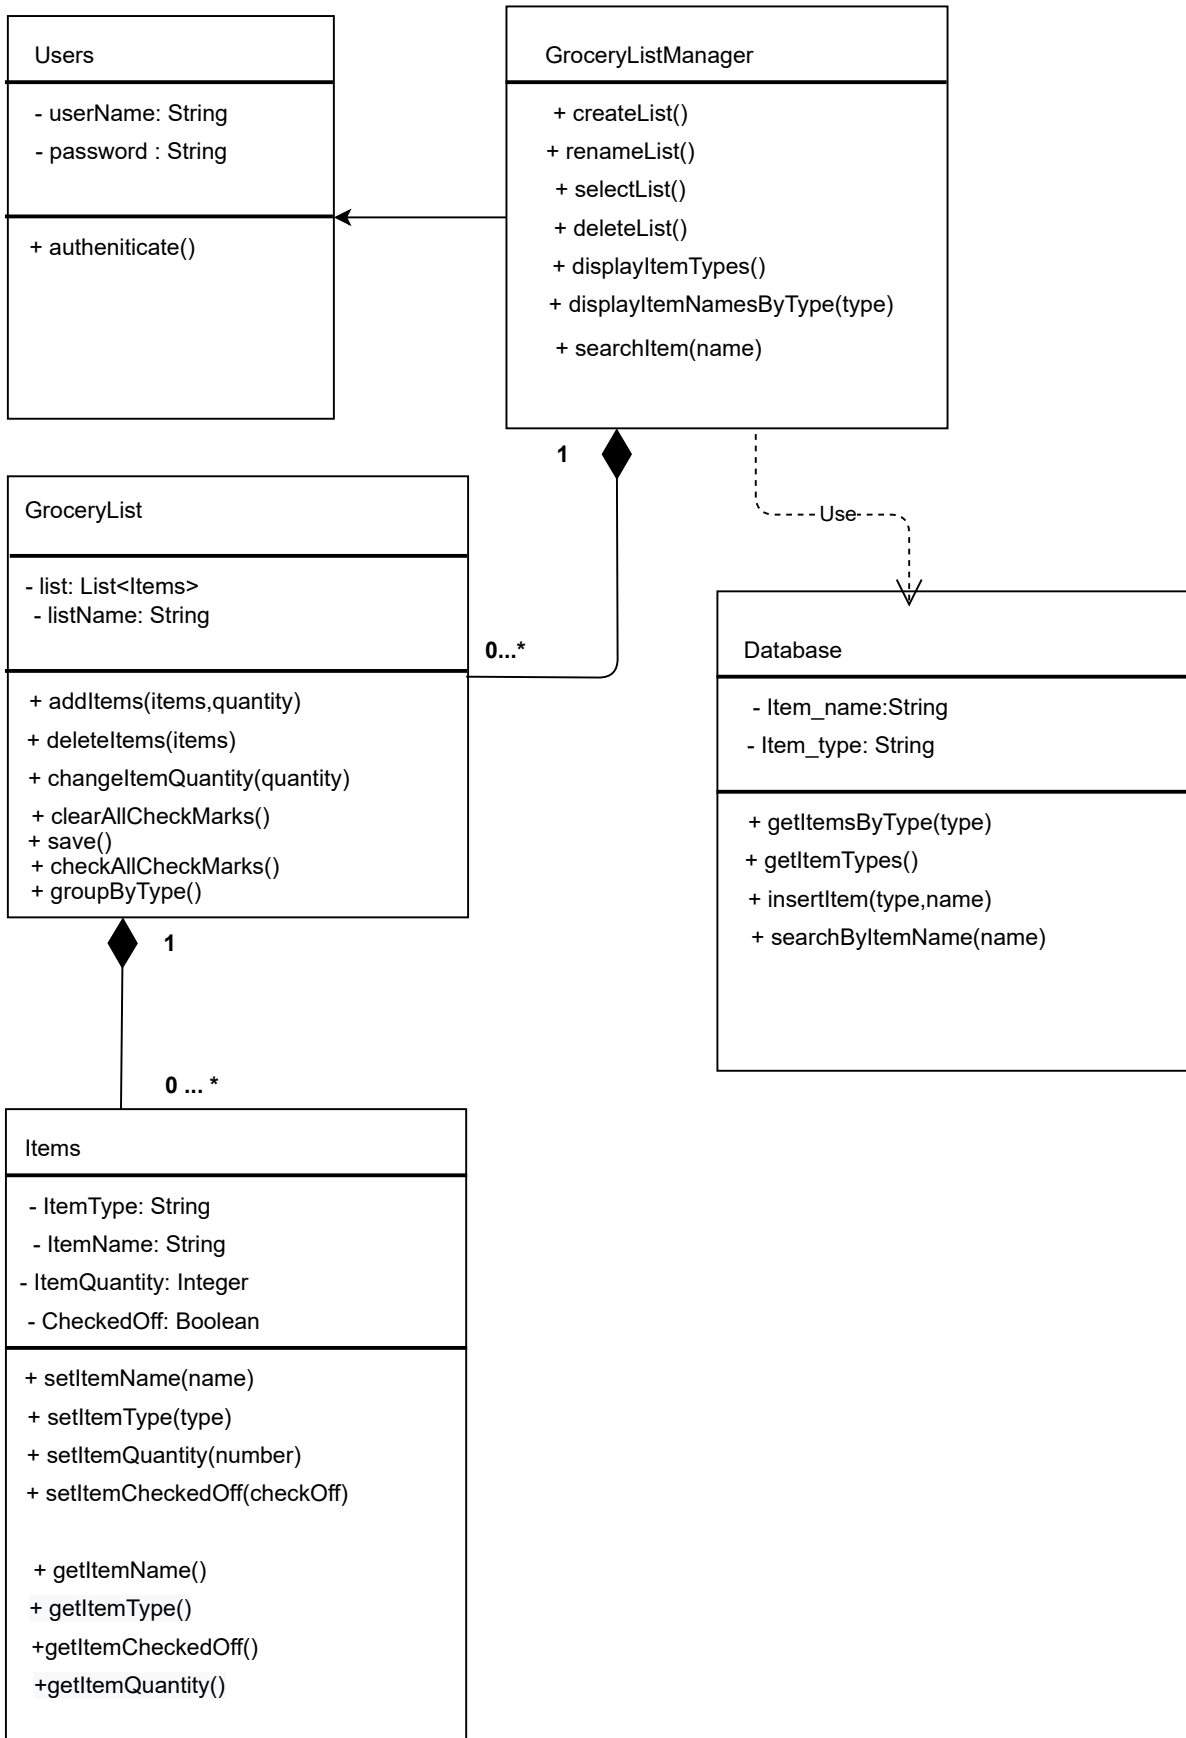 Users
- userName: String
- password : String
+ autheniticate()
GroceryListManager
+ createList()
+ renameList()
+ selectList()
+ deleteList()
+ displayItemTypes()
+ displayItemNamesByType(type)
+ searchItem(name)
1
Use
GroceryList
- list: List<Items>
- listName: String
+ addItems(items,quantity)
+ deleteItems(items)
+ changeItemQuantity(quantity)
+ clearAllCheckMarks()
+ save()
+ checkAllCheckMarks()
+ groupByType()
0...*
Database
- Item_name:String
- Item_type: String
+ getItemsByType(type)
+ getItemTypes()
+ insertItem(type,name)
+ searchByItemName(name)
1
0 ... *
Items
- ItemType: String
- ItemName: String
- ItemQuantity: Integer
- CheckedOff: Boolean
+ setItemName(name)
+ setItemType(type)
+ setItemQuantity(number)
+ setItemCheckedOff(checkOff)
+ getItemName()
+ getItemType()
+getItemCheckedOff()
+getItemQuantity()